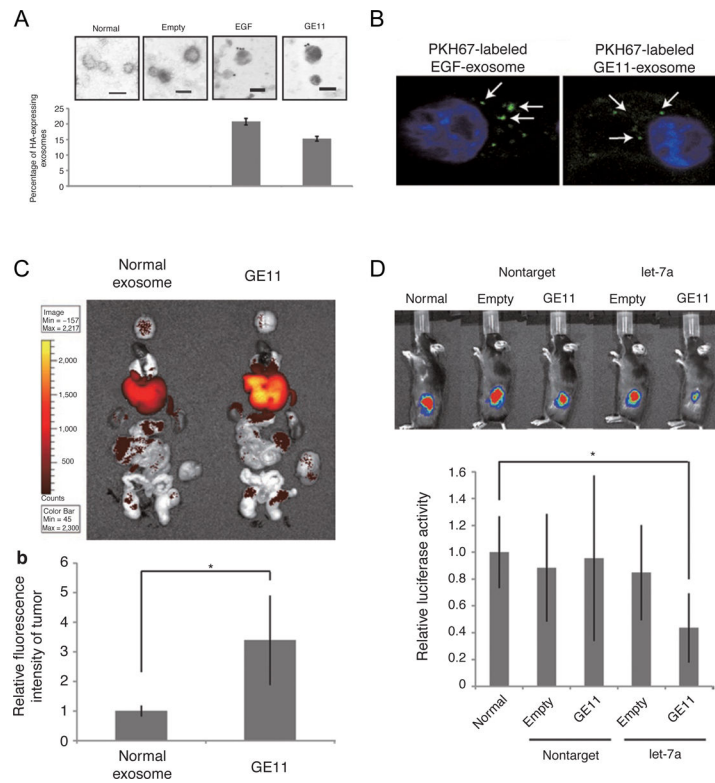 A
Normal Empty EGF GE11
Percentage of HA-expressing
exosomes
25
20
15
10
5
0
B
PKH67-labeled
EGF-exosome
PKH67-labeled
GE11-exosome
C
Normal
exosome
GE11
Image
Min = −157
Max = 2,217
2,000
1,500
1,000
500
Counts
Color Bar
Min = 45
Max = 2,300
b
Relative fluorescence
intensity of tumor
6
5
4
3
2
1
0
*
Normal
exosome
GE11
D
Nontarget let-7a
Normal Empty GE11 Empty GE11
Relative luciferase activity
1.6
1.4
1.2
1.0
0.8
0.6
0.4
0.2
0
*
Normal
Empty
GE11
Empty
GE11
Nontarget
let-7a